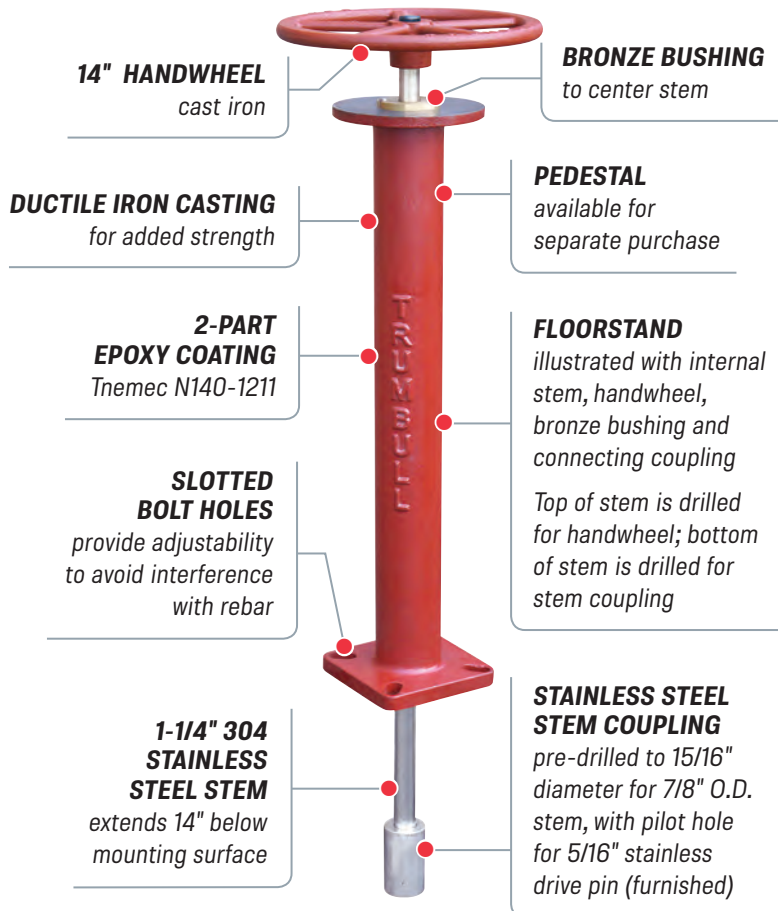 14" HANDWHEEL
cast iron
BRONZE BUSHING
to center stem
DUCTILE IRON CASTING
for added strength
PEDESTAL
available for
separate purchase
2-PART
EPOXY COATING
Tnemec N140-1211
FLOORSTAND
illustrated with internal
stem, handwheel,
bronze bushing and
connecting coupling
Top of stem is drilled
for handwheel; bottom
of stem is drilled for
stem coupling
TRUMBULL
SLOTTED
BOLT HOLES
provide adjustability
to avoid interference
with rebar
1-1/4" 304
STAINLESS
STEEL STEM
extends 14" below
mounting surface
STAINLESS STEEL
STEM COUPLING
pre-drilled to 15/16"
diameter for 7/8" O.D.
stem, with pilot hole
for 5/16" stainless
drive pin (furnished)